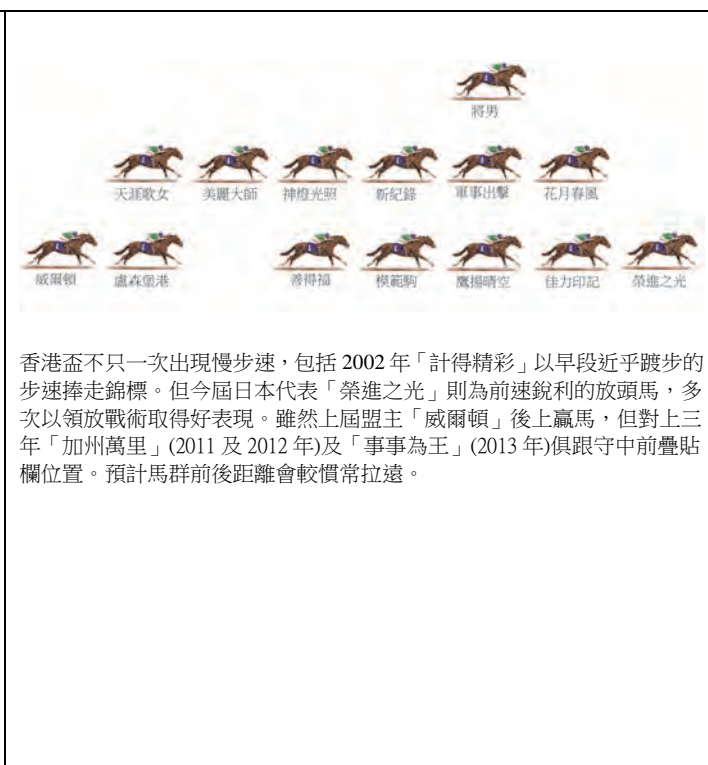 將男
天涯歌女 美麗大師 神燈光照 新紀錄 軍事出擊 花月春風
威爾頓 盧森堡港 善得福 模範駒 鷹揚晴空 佳力印記 榮進之光
香港盃不只一次出現慢步速，包括 2002 年「計得精彩」以早段近乎踱步的
步速捧走錦標。但今屆日本代表「榮進之光」則為前速銳利的放頭馬，多
次以領放戰術取得好表現。雖然上屆盟主「威爾頓」後上贏馬，但對上三
年「加州萬里」(2011 及 2012 年)及「事事為王」(2013 年)俱跟守中前疊貼
欄位置。預計馬群前後距離會較慣常拉遠。